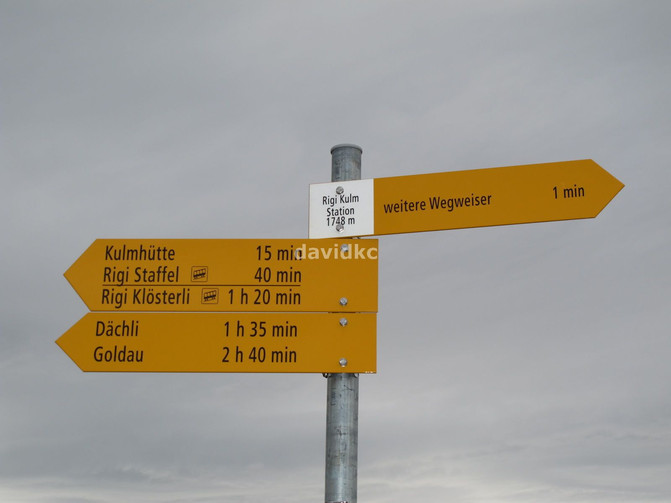 Rigi Kulm
Station
1748 m
weitere Wegweiser 1 min
Kulmhütte 15 min
Rigi Staffel 40 min
Rigi Klösterli 1 h 20 min
Dächli 1 h 35 min
Goldau 2 h 40 min
davidkc